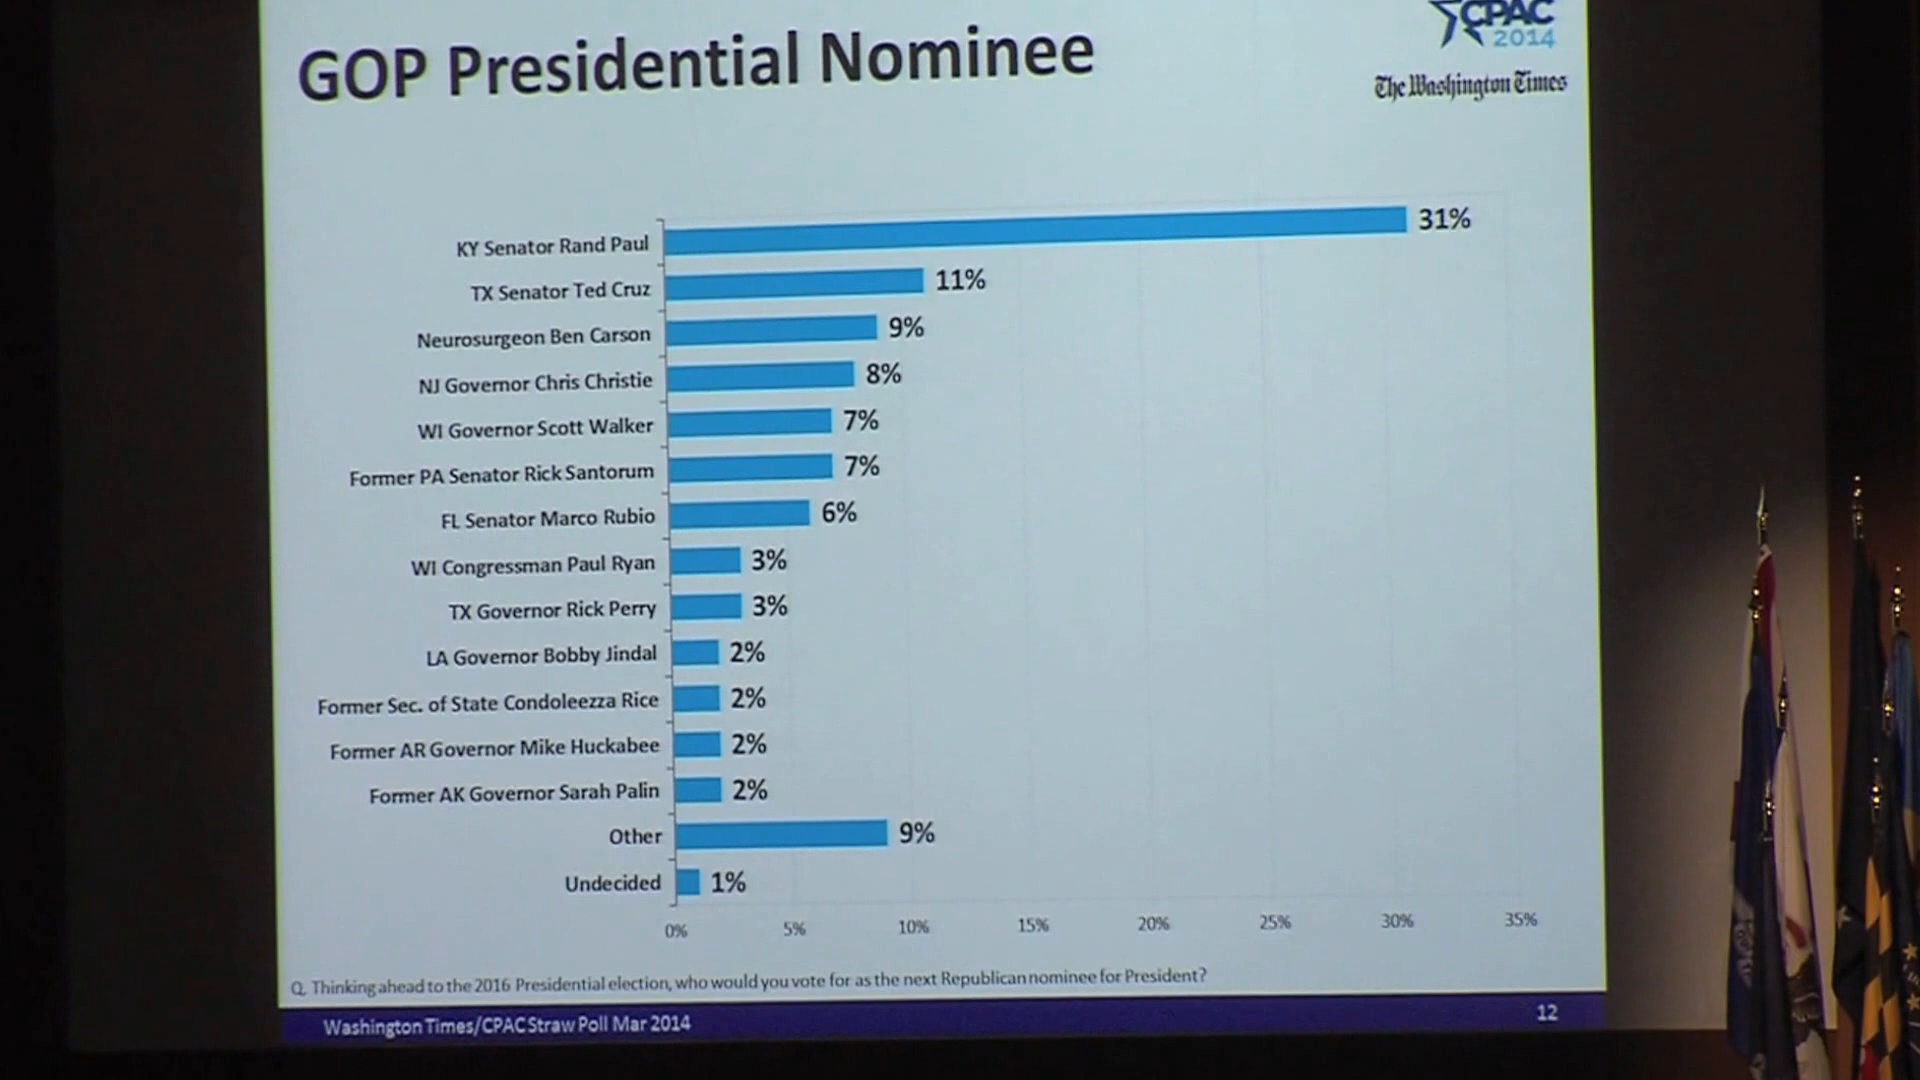 GOP Presidential Nominee
CPAC
2014
The Washington Times
KY Senator Rand Paul 31%
TX Senator Ted Cruz 11%
Neurosurgeon Ben Carson 9%
NJ Governor Chris Christie 8%
WI Governor Scott Walker 7%
Former PA Senator Rick Santorum 7%
FL Senator Marco Rubio 6%
WI Congressman Paul Ryan 3%
TX Governor Rick Perry 3%
LA Governor Bobby Jindal 2%
Former Sec. of State Condoleezza Rice 2%
Former AR Governor Mike Huckabee 2%
Former AK Governor Sarah Palin 2%
Other 9%
Undecided 1%
0% 5% 10% 15% 20% 25% 30% 35%
Q. Thinking ahead to the 2016 Presidential election, who would you vote for as the next Republican nominee for President?
Washington Times/CPAC Straw Poll Mar 2014 12